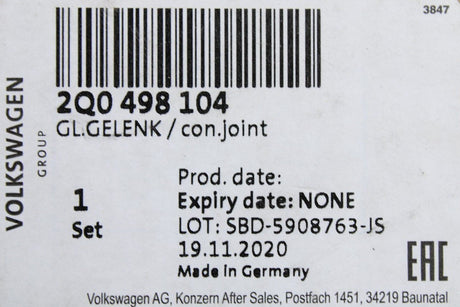 3847
2Q0 498 104
GL.GELENK / con.joint
VOLKSWAGEN
GROUP
1
Set
Prod. date:
Expiry date: NONE
LOT: SBD-5908763-JS
19.11.2020
Made in Germany
EAC
Volkswagen AG, Konzern After Sales, Postfach 1451, 34219 Baunatal